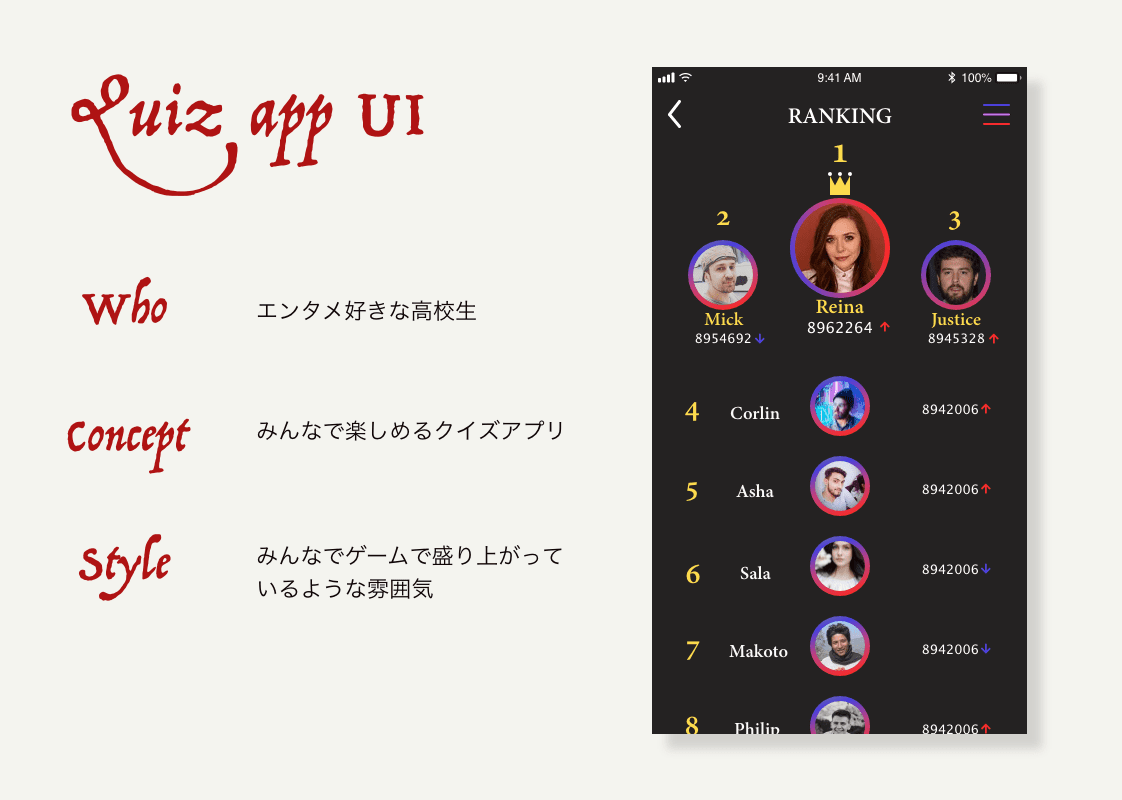 Quiz app UI
Who
エンタメ好きな高校生
Concept
みんなで楽しめるクイズアプリ
Style
みんなでゲームで盛り上がって
いるような雰囲気
9:41 AM
100%
RANKING
1
2
3
Mick
Reina
Justice
8954692
8962264
8945328
4
Corlin
8942006
5
Asha
8942006
6
Sala
8942006
7
Makoto
8942006
8
Philip
8942006